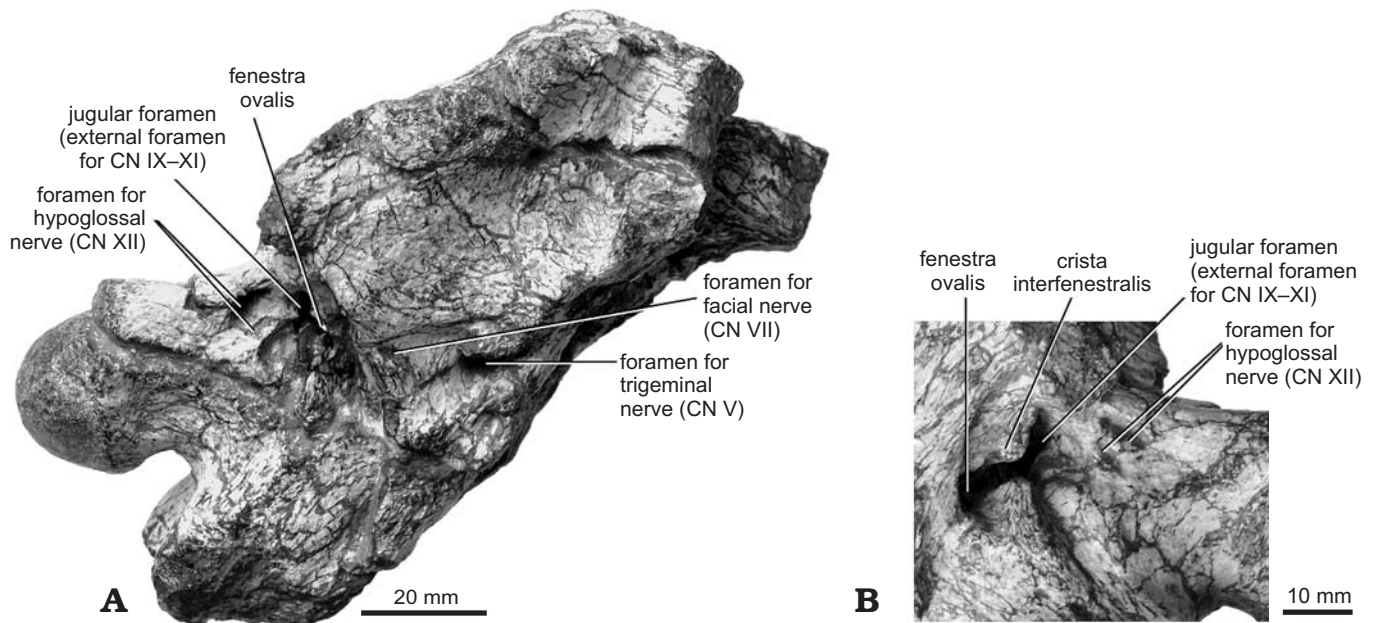 fenestra
ovalis
jugular foramen
(external foramen
for CN IX–XI)
foramen for
hypoglossal
nerve (CN XII)
foramen for
facial nerve
(CN VII)
foramen for
trigeminal
nerve (CN V)
A
20 mm
fenestra
ovalis
crista
interfenestralis
jugular foramen
(external foramen
for CN IX–XI)
foramen for
hypoglossal
nerve (CN XII)
B
10 mm